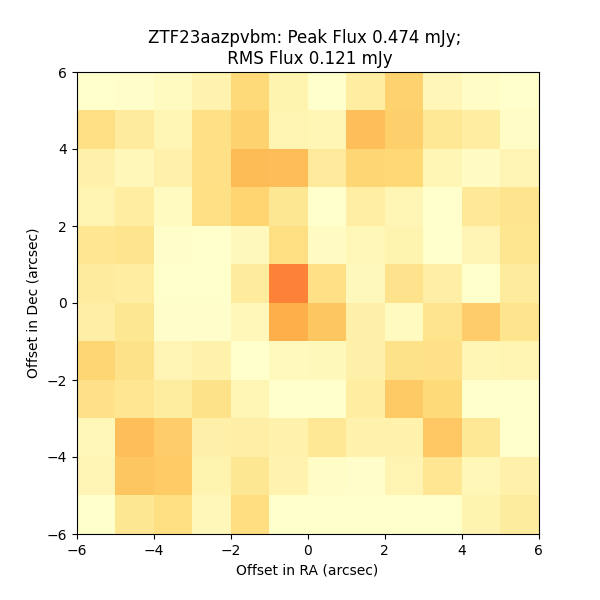 ZTF23aazpvbm: Peak Flux 0.474 mJy;
RMS Flux 0.121 mJy
6
4
2
0
−2
−4
−6
Offset in Dec (arcsec)
−6 −4 −2 0 2 4 6
Offset in RA (arcsec)